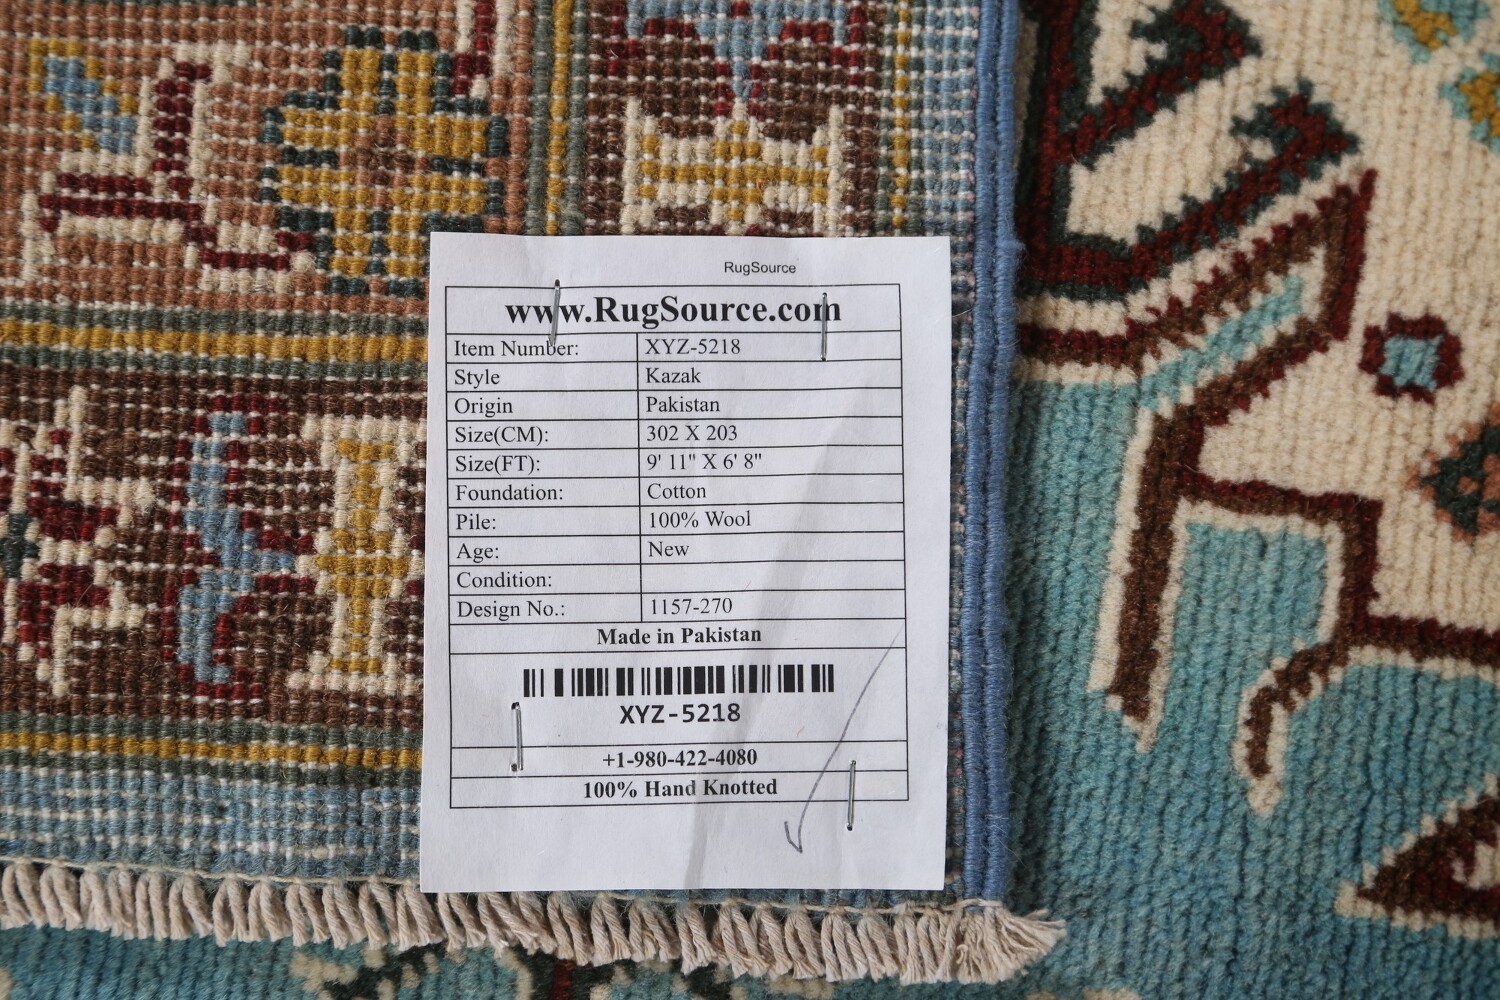 RugSource
www.RugSource.com
Item Number: XYZ-5218
Style Kazak
Origin Pakistan
Size(CM): 302 X 203
Size(FT): 9' 11" X 6' 8"
Foundation: Cotton
Pile: 100% Wool
Age: New
Condition:
Design No.: 1157-270
Made in Pakistan
XYZ-5218
+1-980-422-4080
100% Hand Knotted